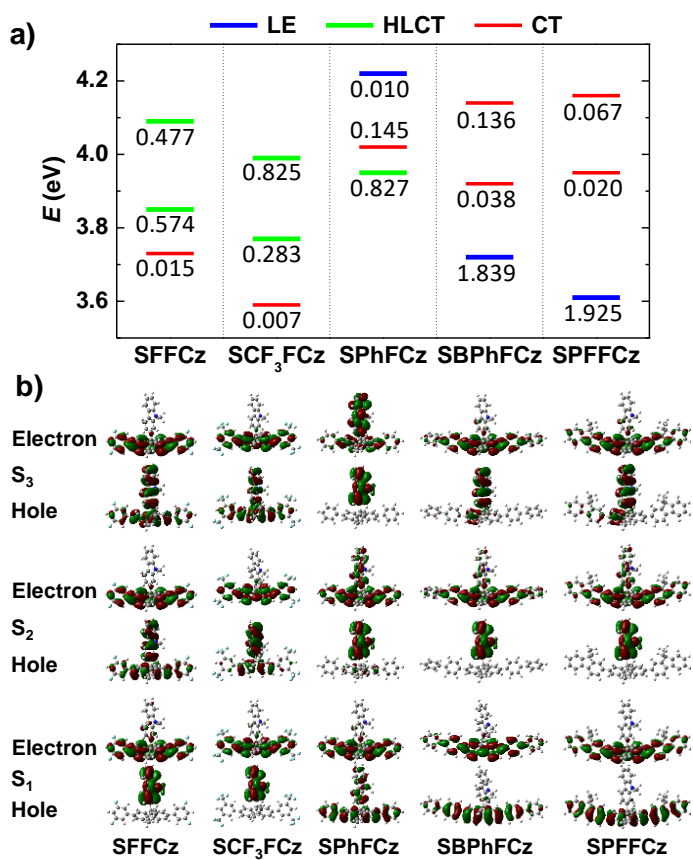 LE HLCT CT
a)
E (eV)
4.2
4.0
3.8
3.6
0.477
0.574
0.015
0.825
0.283
0.007
0.010
0.145
0.827
0.136
0.038
1.839
0.067
0.020
1.925
SFFCz SCF₃FCz SPhFCz SBPhFCz SPFFCz
b)
Electron
S₃
Hole
Electron
S₂
Hole
Electron
S₁
Hole
SFFCz SCF₃FCz SPhFCz SBPhFCz SPFFCz